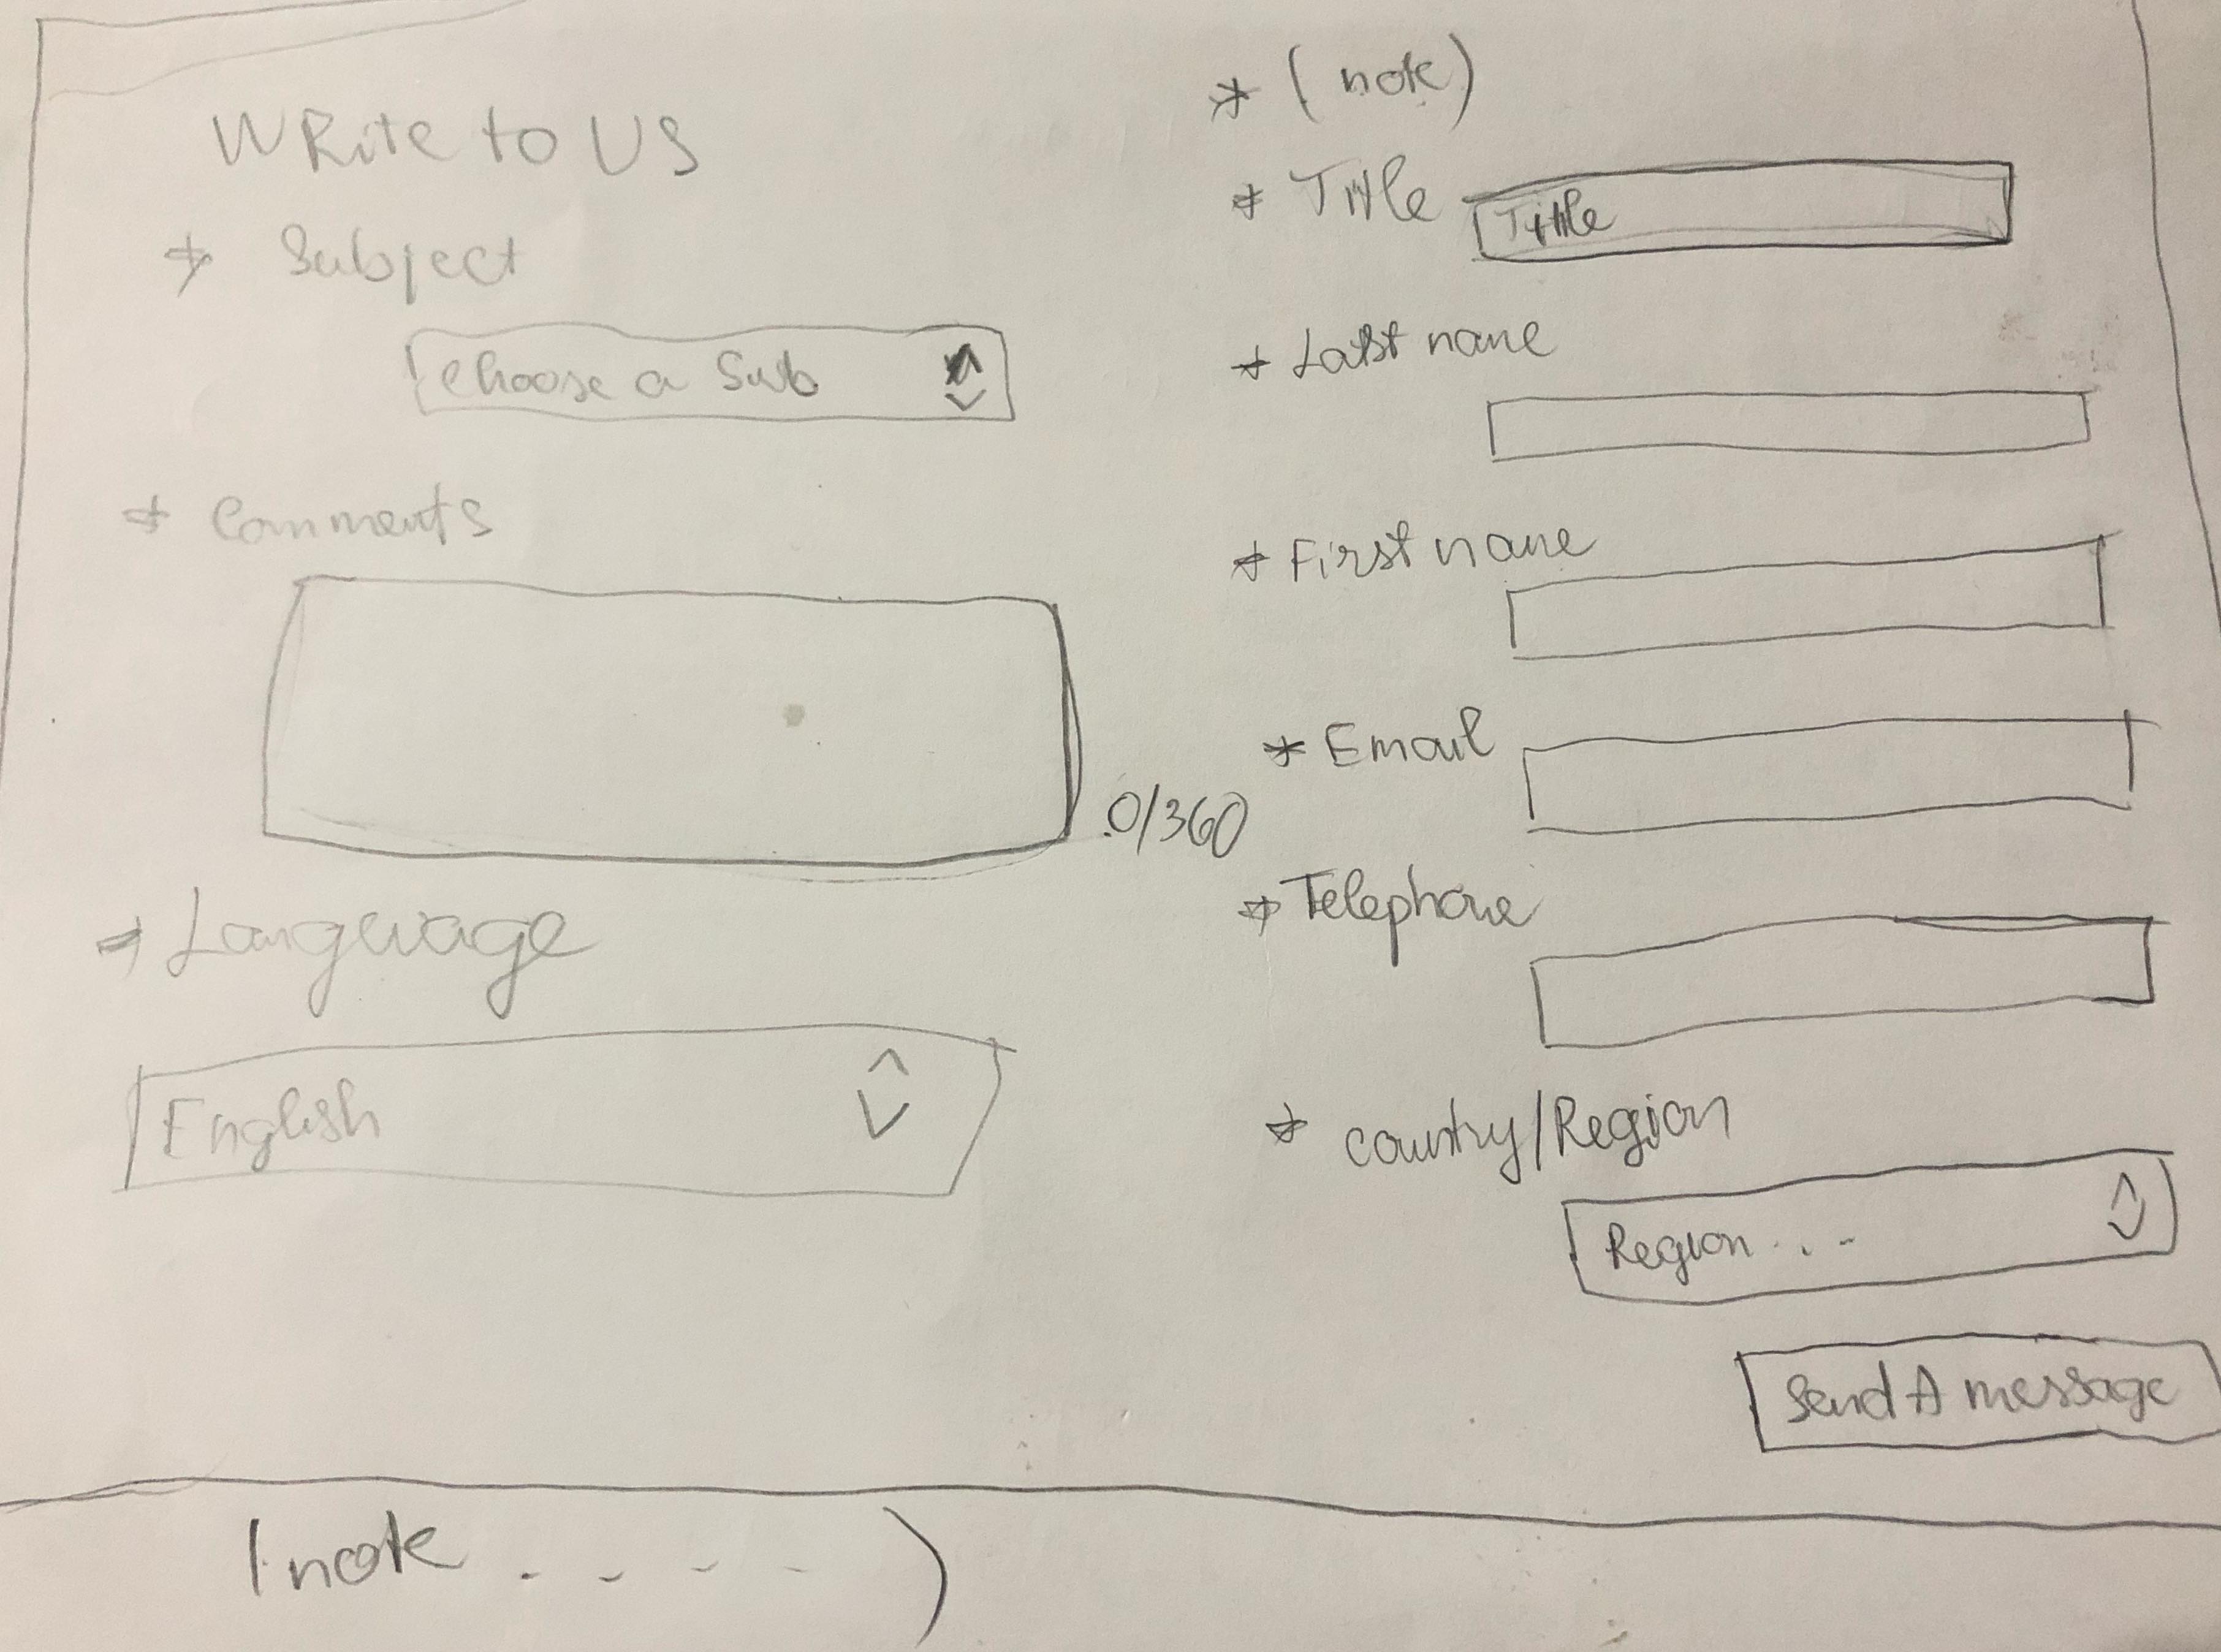 WRite to US
* Subject
Choose a Sub
* Comments
0/360
* Language
English
* (note)
* Title
Title
* Last name
* First name
* Email
* Telephone
* Country/Region
Region...
Send A message
(note - - - -)